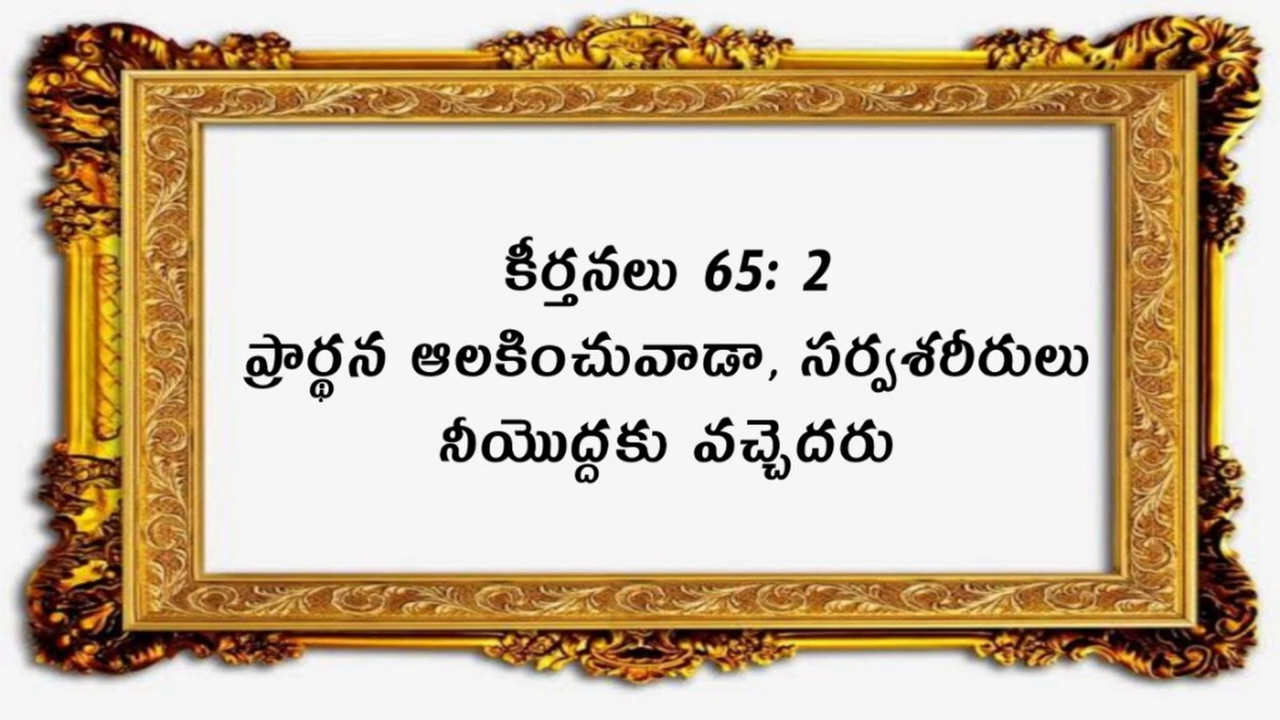 కీర్తనలు 65: 2
ప్రార్థన ఆలకించువాడా, సర్వశరీరులు
నీయొద్దకు వచ్చెదరు